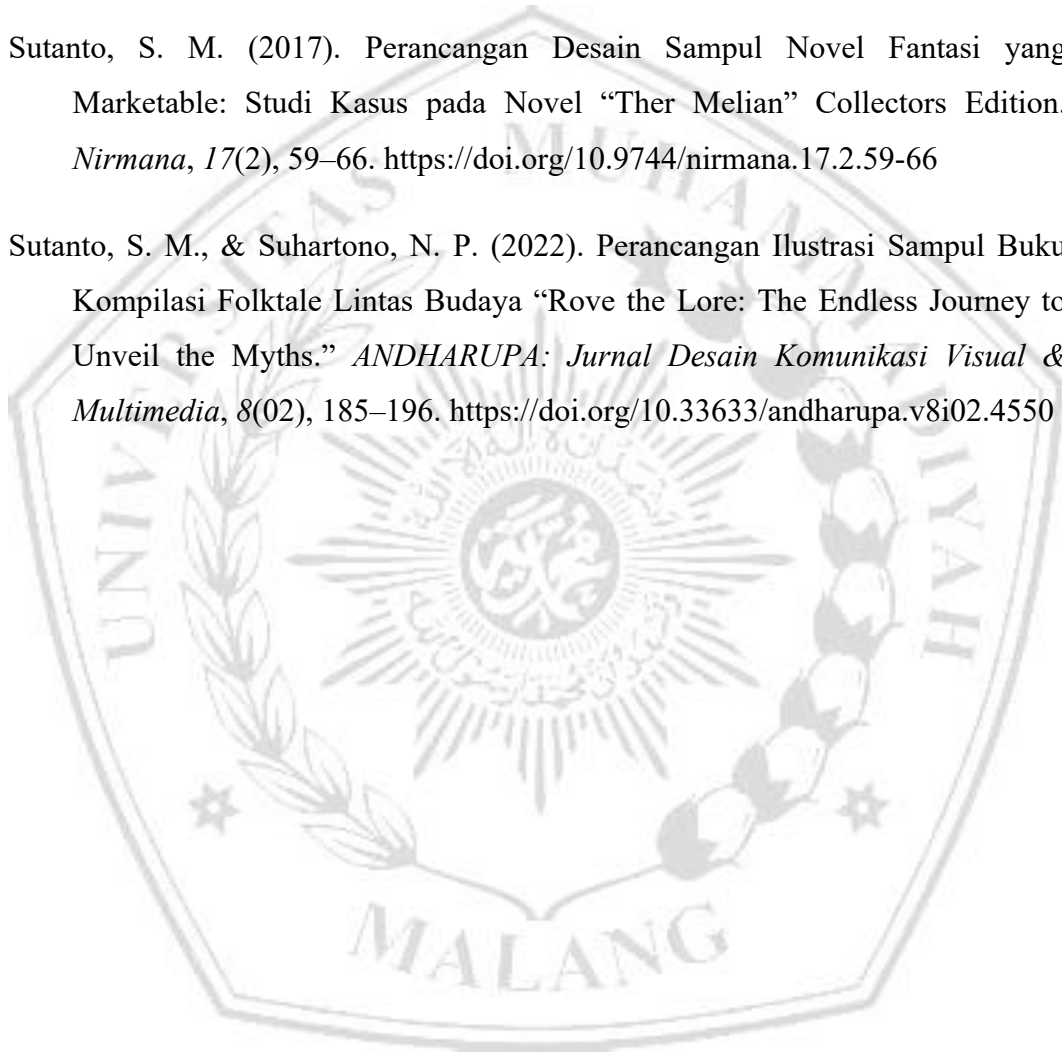 Sutanto, S. M. (2017). Perancangan Desain Sampul Novel Fantasi yang
Marketable: Studi Kasus pada Novel “Ther Melian” Collectors Edition.
Nirmana, 17(2), 59–66. https://doi.org/10.9744/nirmana.17.2.59-66
Sutanto, S. M., & Suhartono, N. P. (2022). Perancangan Ilustrasi Sampul Buku
Kompilasi Folktale Lintas Budaya “Rove the Lore: The Endless Journey to
Unveil the Myths.” ANDHARUPA: Jurnal Desain Komunikasi Visual &
Multimedia, 8(02), 185–196. https://doi.org/10.33633/andharupa.v8i02.4550
UNIVERSITAS MUHAMMADIYAH
MALANG